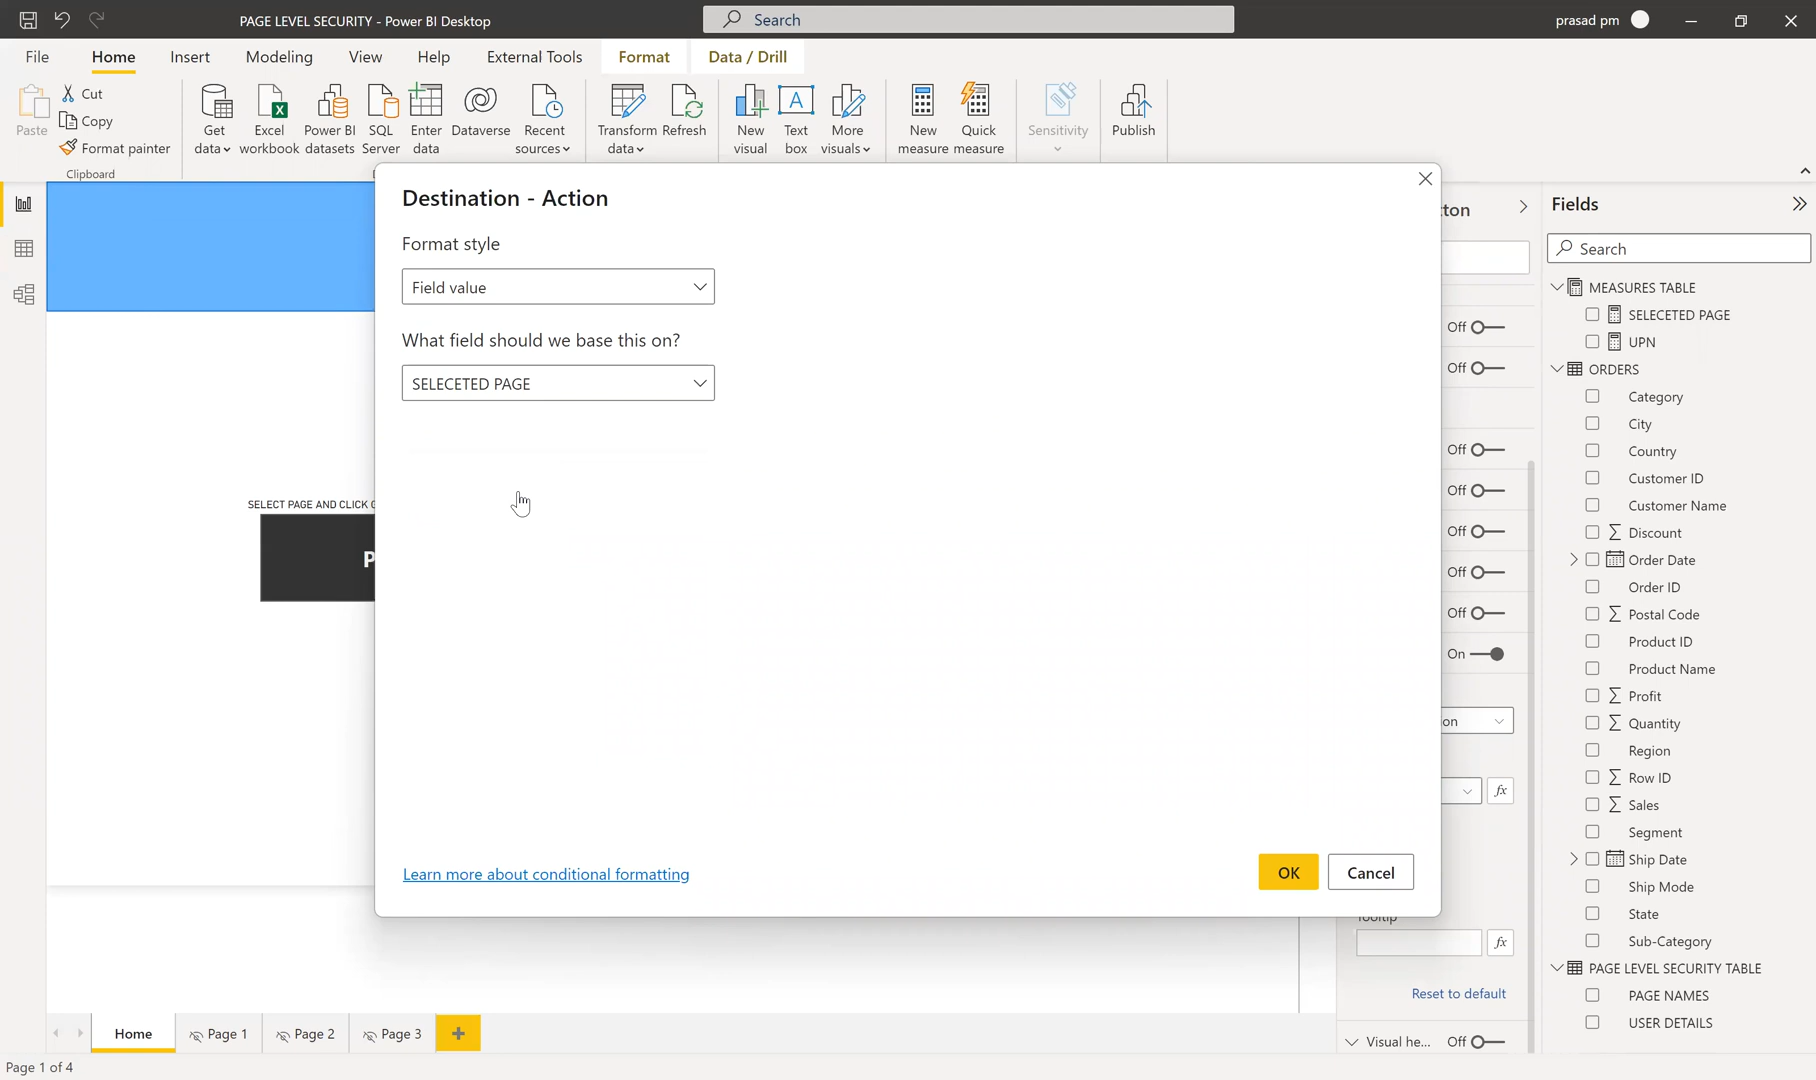 PAGE LEVEL SECURITY - Power BI Desktop
Search
prasad pm
File
Home
Insert
Modeling
View
Help
External Tools
Format
Data / Drill
Paste
Cut
Copy
Format painter
Clipboard
Get data
Excel workbook
Power BI datasets
SQL Server
Enter data
Dataverse
Recent sources
Transform data
Refresh
New visual
A
Text box
More visuals
New measure
Quick measure
Sensitivity
Publish
Destination - Action
Format style
Field value
What field should we base this on?
SELECETED PAGE
Learn more about conditional formatting
OK
Cancel
SELECT PAGE AND CLICK
P
Off
Off
Off
Off
Off
Off
Off
On
fx
Tooltip
fx
Reset to default
Visual he... Off
Fields
Search
MEASURES TABLE
SELECETED PAGE
UPN
ORDERS
Category
City
Country
Customer ID
Customer Name
Discount
Order Date
Order ID
Postal Code
Product ID
Product Name
Profit
Quantity
Region
Row ID
Sales
Segment
Ship Date
Ship Mode
State
Sub-Category
PAGE LEVEL SECURITY TABLE
PAGE NAMES
USER DETAILS
Home
Page 1
Page 2
Page 3
Page 1 of 4